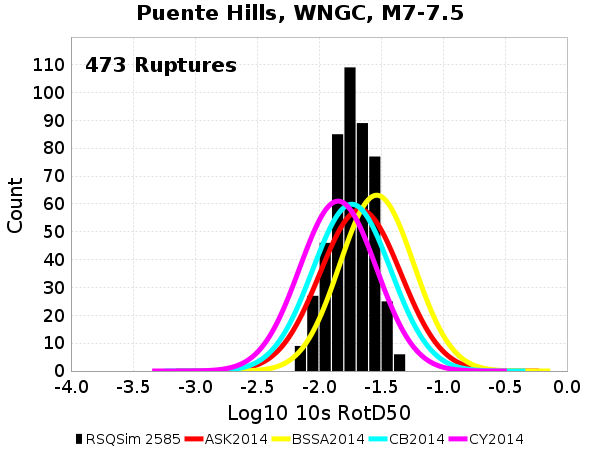 Puente Hills, WNGC, M7-7.5
473 Ruptures
110
100
90
80
70
60
50
40
30
20
10
0
Count
-4.0 -3.5 -3.0 -2.5 -2.0 -1.5 -1.0 -0.5 0.0
Log10 10s RotD50
RSQSim 2585 ASK2014 BSSA2014 CB2014 CY2014